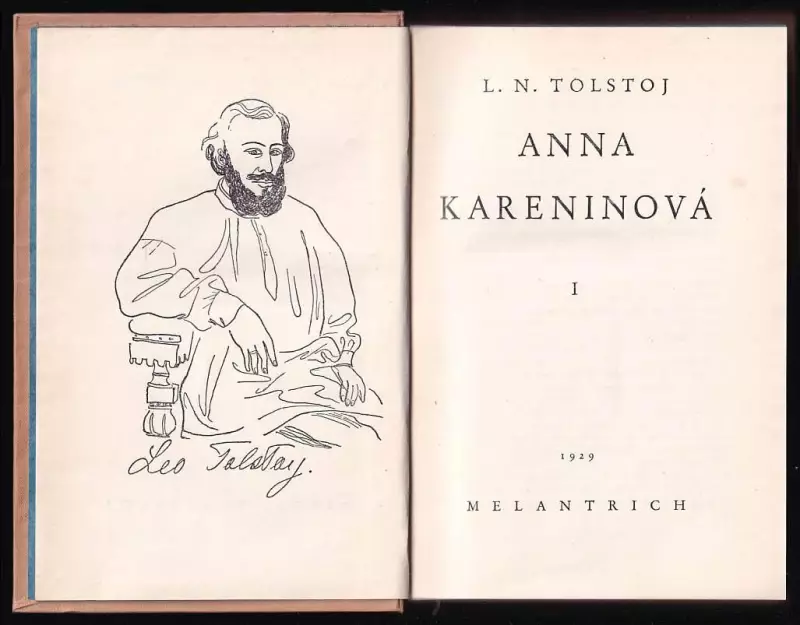 Leo Tolstoy.
L. N. TOLSTOJ
ANNA
KARENINOVÁ
I
1929
MELANTRICH